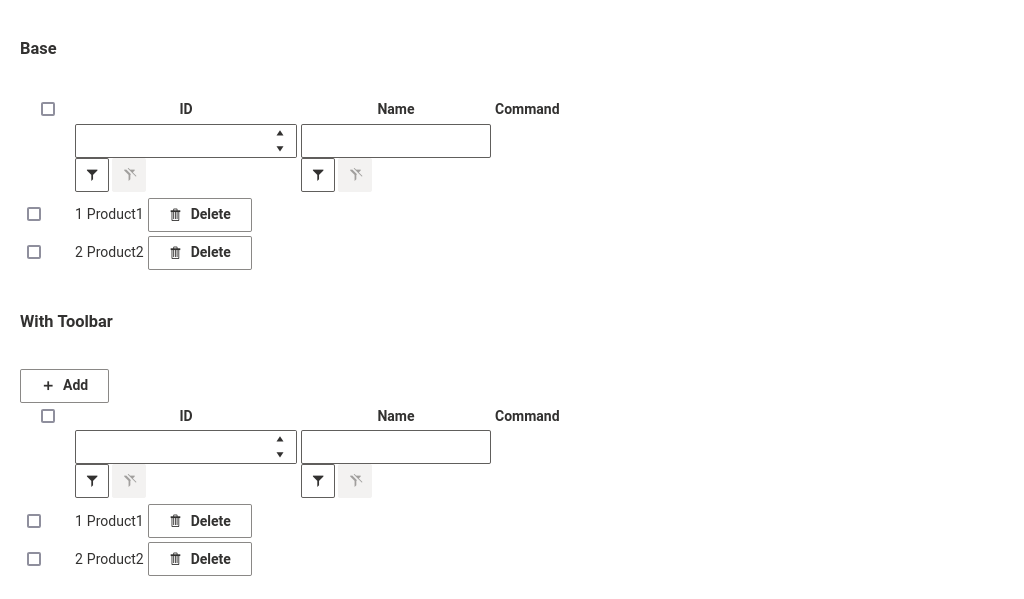 Base
ID Name Command
1 Product1 Delete
2 Product2 Delete
With Toolbar
Add
ID Name Command
1 Product1 Delete
2 Product2 Delete